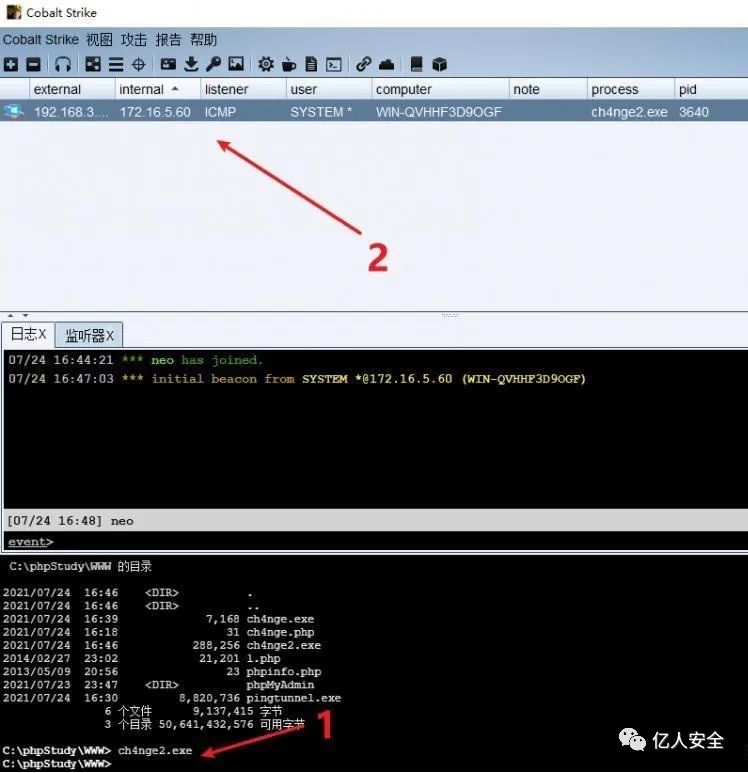 Cobalt Strike
Cobalt Strike 视图 攻击 报告 帮助
external internal listener user computer note process pid
192.168.3.... 172.16.5.60 ICMP SYSTEM * WIN-QVHHF3D9OGF ch4nge2.exe 3640
2
日志X 监听器X
07/24 16:44:21 *** neo has joined.
07/24 16:47:03 *** initial beacon from SYSTEM *@172.16.5.60 (WIN-QVHHF3D9OGF)
[07/24 16:48] neo
event>
C:\phpStudy\WWW 的目录
2021/07/24 16:46 <DIR> .
2021/07/24 16:46 <DIR> ..
2021/07/24 16:39 7,168 ch4nge.exe
2021/07/24 16:18 31 ch4nge.php
2021/07/24 16:46 288,256 ch4nge2.exe
2014/02/27 23:02 21,201 l.php
2013/05/09 20:56 23 phpinfo.php
2021/07/23 23:47 <DIR> phpMyAdmin
2021/07/24 16:30 8,820,736 pingtunnel.exe
6 个文件 9,137,415 字节
3 个目录 50,641,432,576 可用字节
1
C:\phpStudy\WWW> ch4nge2.exe
C:\phpStudy\WWW>
亿人安全